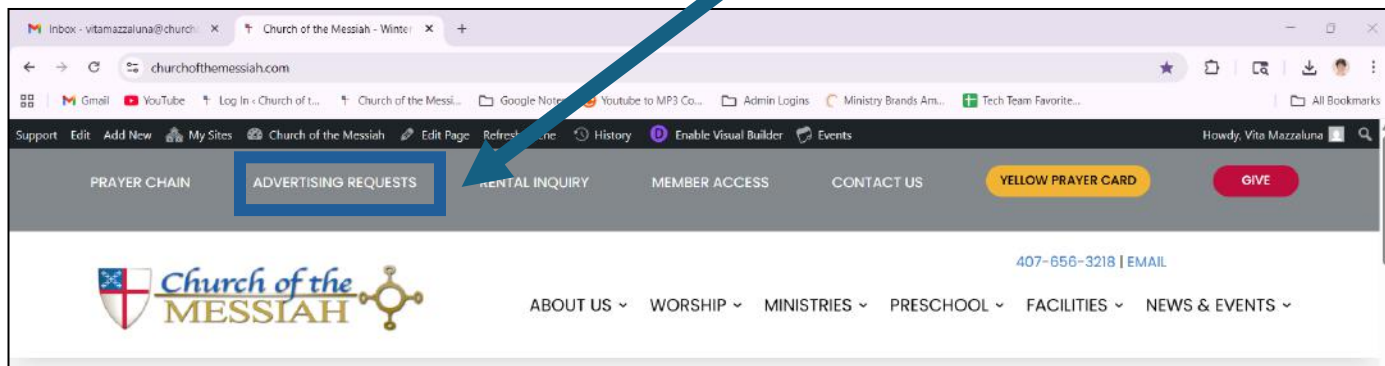 Inbox - vitamazzaluna@church
Church of the Messiah - Winter
churchofthemessiah.com
Gmail YouTube Log In ‹ Church of t... Church of the Messi... Google Note Youtube to MP3 Co... Admin Logins Ministry Brands Am... Tech Team Favorite... All Bookmarks
Support Edit Add New My Sites Church of the Messiah Edit Page Refresh History Enable Visual Builder Events Howdy, Vita Mazzaluna
PRAYER CHAIN ADVERTISING REQUESTS RENTAL INQUIRY MEMBER ACCESS CONTACT US YELLOW PRAYER CARD GIVE
407-656-3218 | EMAIL
Church of the
MESSIAH
ABOUT US WORSHIP MINISTRIES PRESCHOOL FACILITIES NEWS & EVENTS